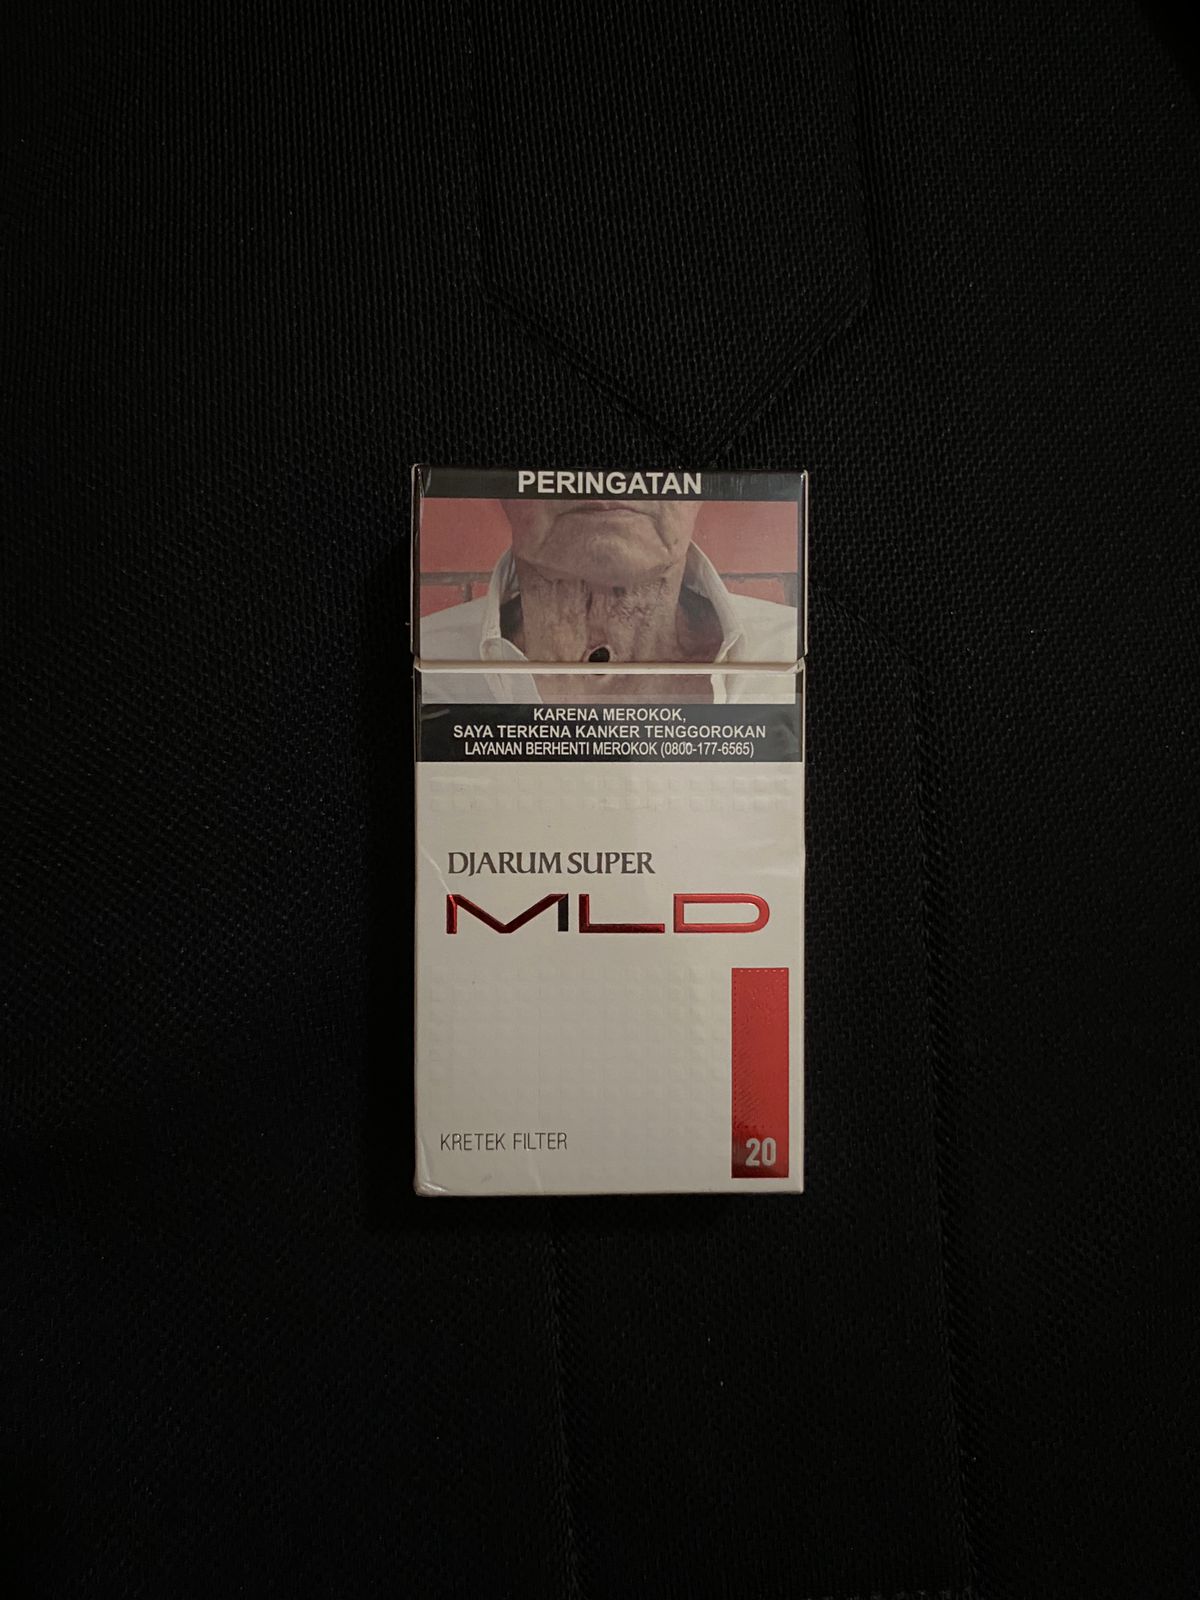 PERINGATAN
KARENA MEROKOK,
SAYA TERKENA KANKER TENGGOROKAN
LAYANAN BERHENTI MEROKOK (0800-177-6565)
DJARUM SUPER
MLD
KRETEK FILTER
20